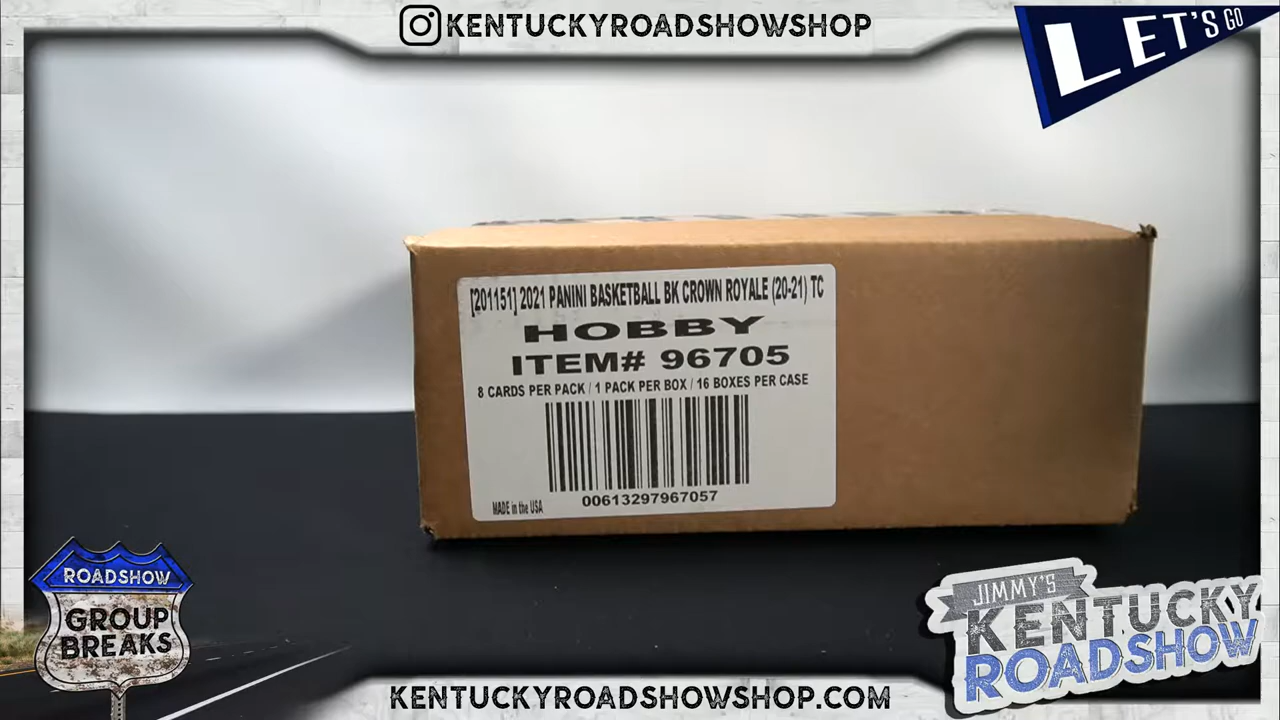 KENTUCKYROADSHOWSHOP
LET'S GO
[201151] 2021 PANINI BASKETBALL BK CROWN ROYALE (20-21) TC
HOBBY
ITEM# 96705
8 CARDS PER PACK / 1 PACK PER BOX / 16 BOXES PER CASE
00613297967057
MADE in the USA
ROADSHOW
GROUP
BREAKS
JIMMY'S
KENTUCKY
ROADSHOW
KENTUCKYROADSHOWSHOP.COM